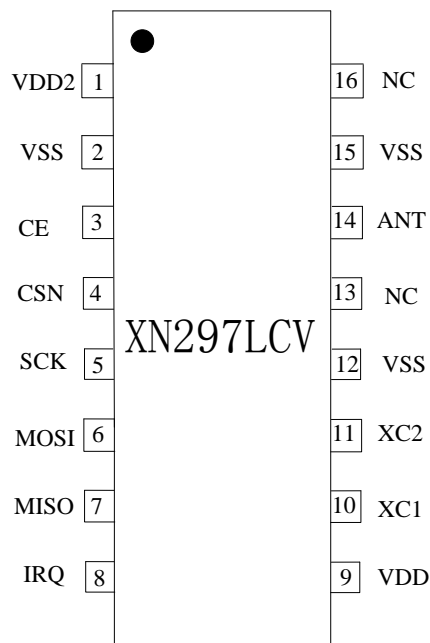 VDD2 1 16 NC
VSS 2 15 VSS
CE 3 14 ANT
CSN 4 13 NC
XN297LCV
SCK 5 12 VSS
MOSI 6 11 XC2
MISO 7 10 XC1
IRQ 8 9 VDD